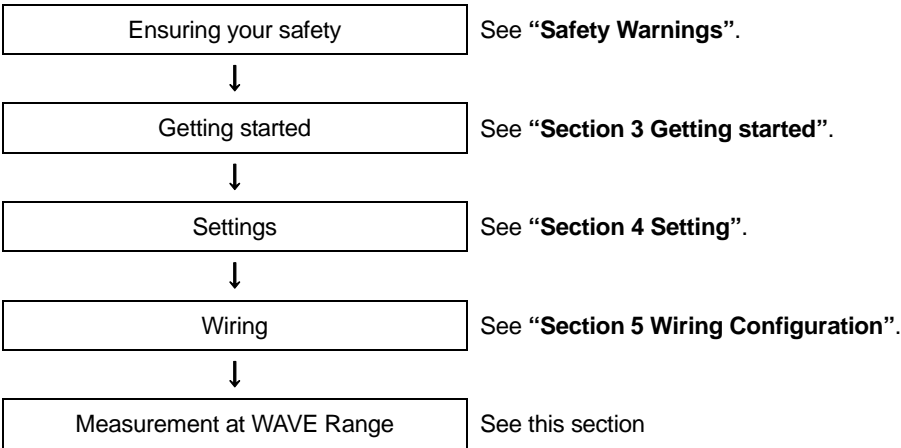 Ensuring your safety See “Safety Warnings”.
Getting started See “Section 3 Getting started”.
Settings See “Section 4 Setting”.
Wiring See “Section 5 Wiring Configuration”.
Measurement at WAVE Range See this section